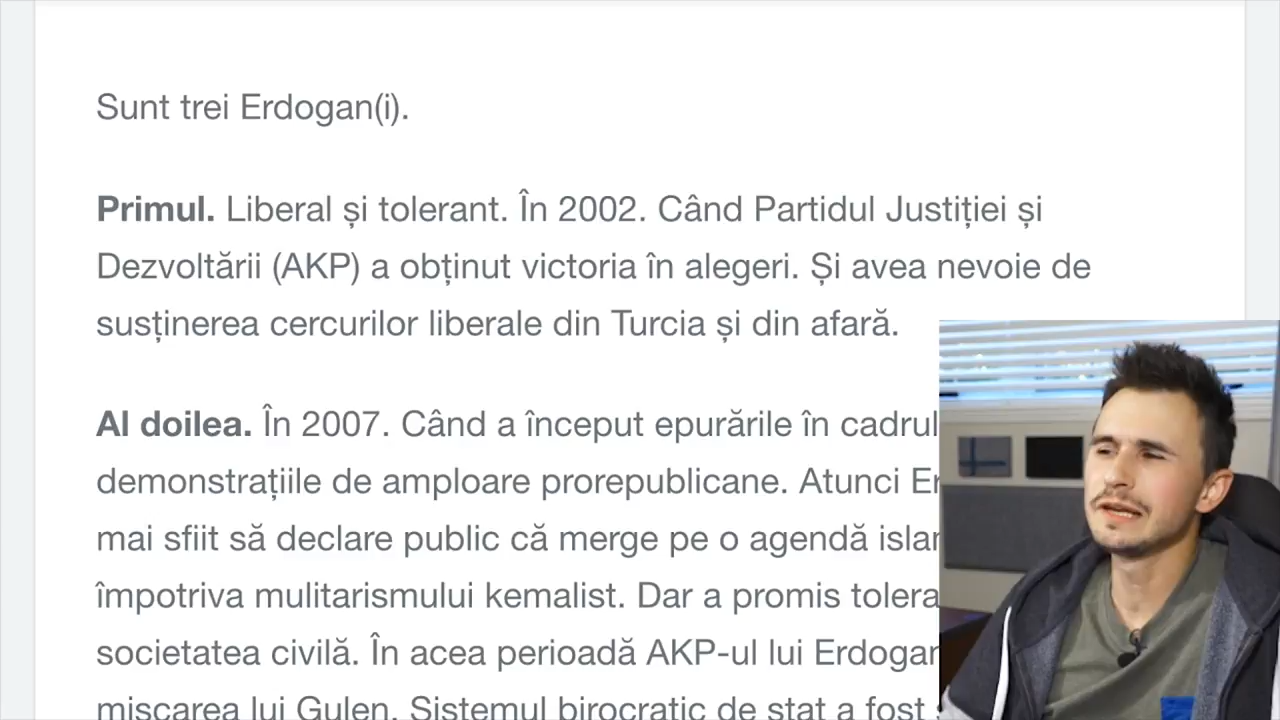 Sunt trei Erdogan(i).
Primul. Liberal și tolerant. În 2002. Când Partidul Justiției și
Dezvoltării (AKP) a obținut victoria în alegeri. Și avea nevoie de
susținerea cercurilor liberale din Turcia și din afară.
Al doilea. În 2007. Când a început epurările în cadrul
demonstrațiile de amploare prorepublicane. Atunci
mai sfiit să declare public că merge pe o agendă
împotriva mulitarismului kemalist. Dar a promis
societatea civilă. În acea perioadă AKP-ul lui
mișcarea lui Gulen. Sistemul birocratic de stat a fost